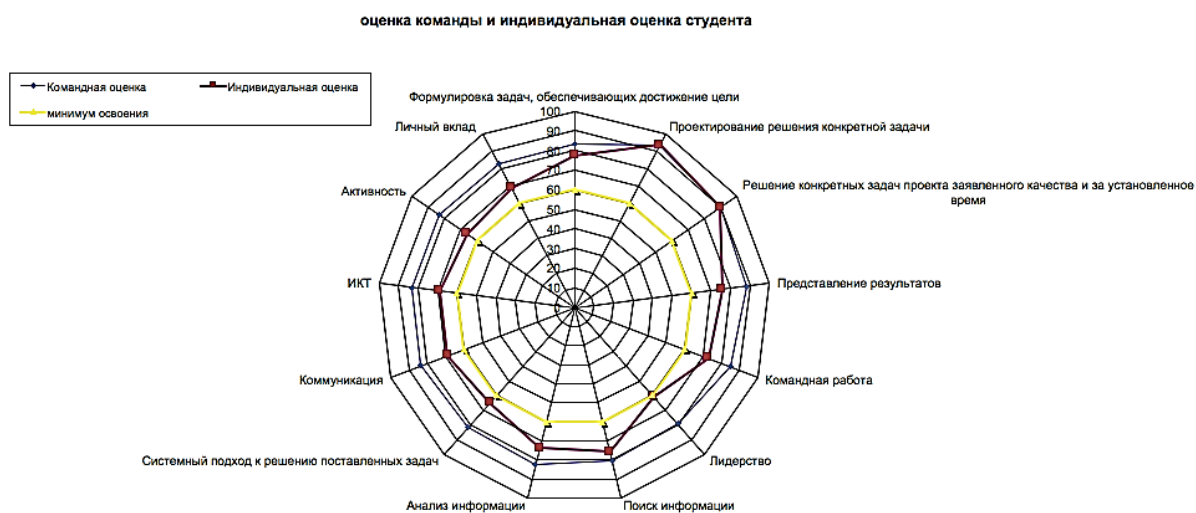 оценка команды и индивидуальная оценка студента
Командная оценка
Индивидуальная оценка
минимум освоения
Формулировка задач, обеспечивающих достижение цели
Проектирование решения конкретной задачи
Решение конкретных задач проекта заявленного качества и за установленное
время
Представление результатов
Командная работа
Лидерство
Поиск информации
Анализ информации
Системный подход к решению поставленных задач
Коммуникация
ИКТ
Активность
Личный вклад
100
90
80
70
60
50
40
30
20
10
0